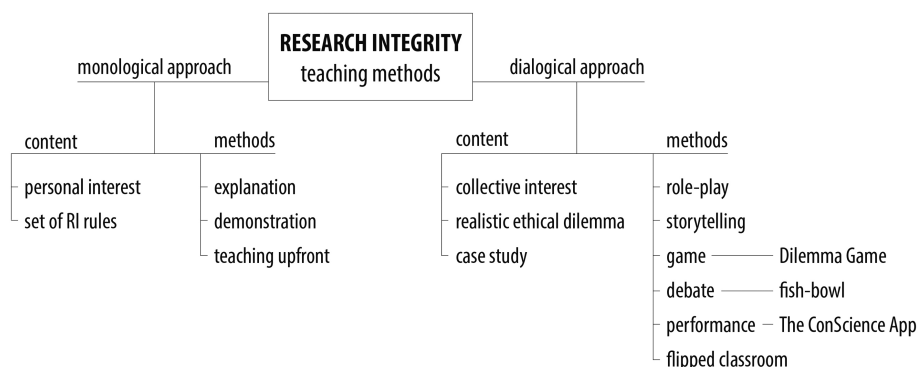 RESEARCH INTEGRITY
teaching methods
monological approach
content
personal interest
set of RI rules
methods
explanation
demonstration
teaching upfront
dialogical approach
content
collective interest
realistic ethical dilemma
case study
methods
role-play
storytelling
game Dilemma Game
debate fish-bowl
performance The ConScience App
flipped classroom